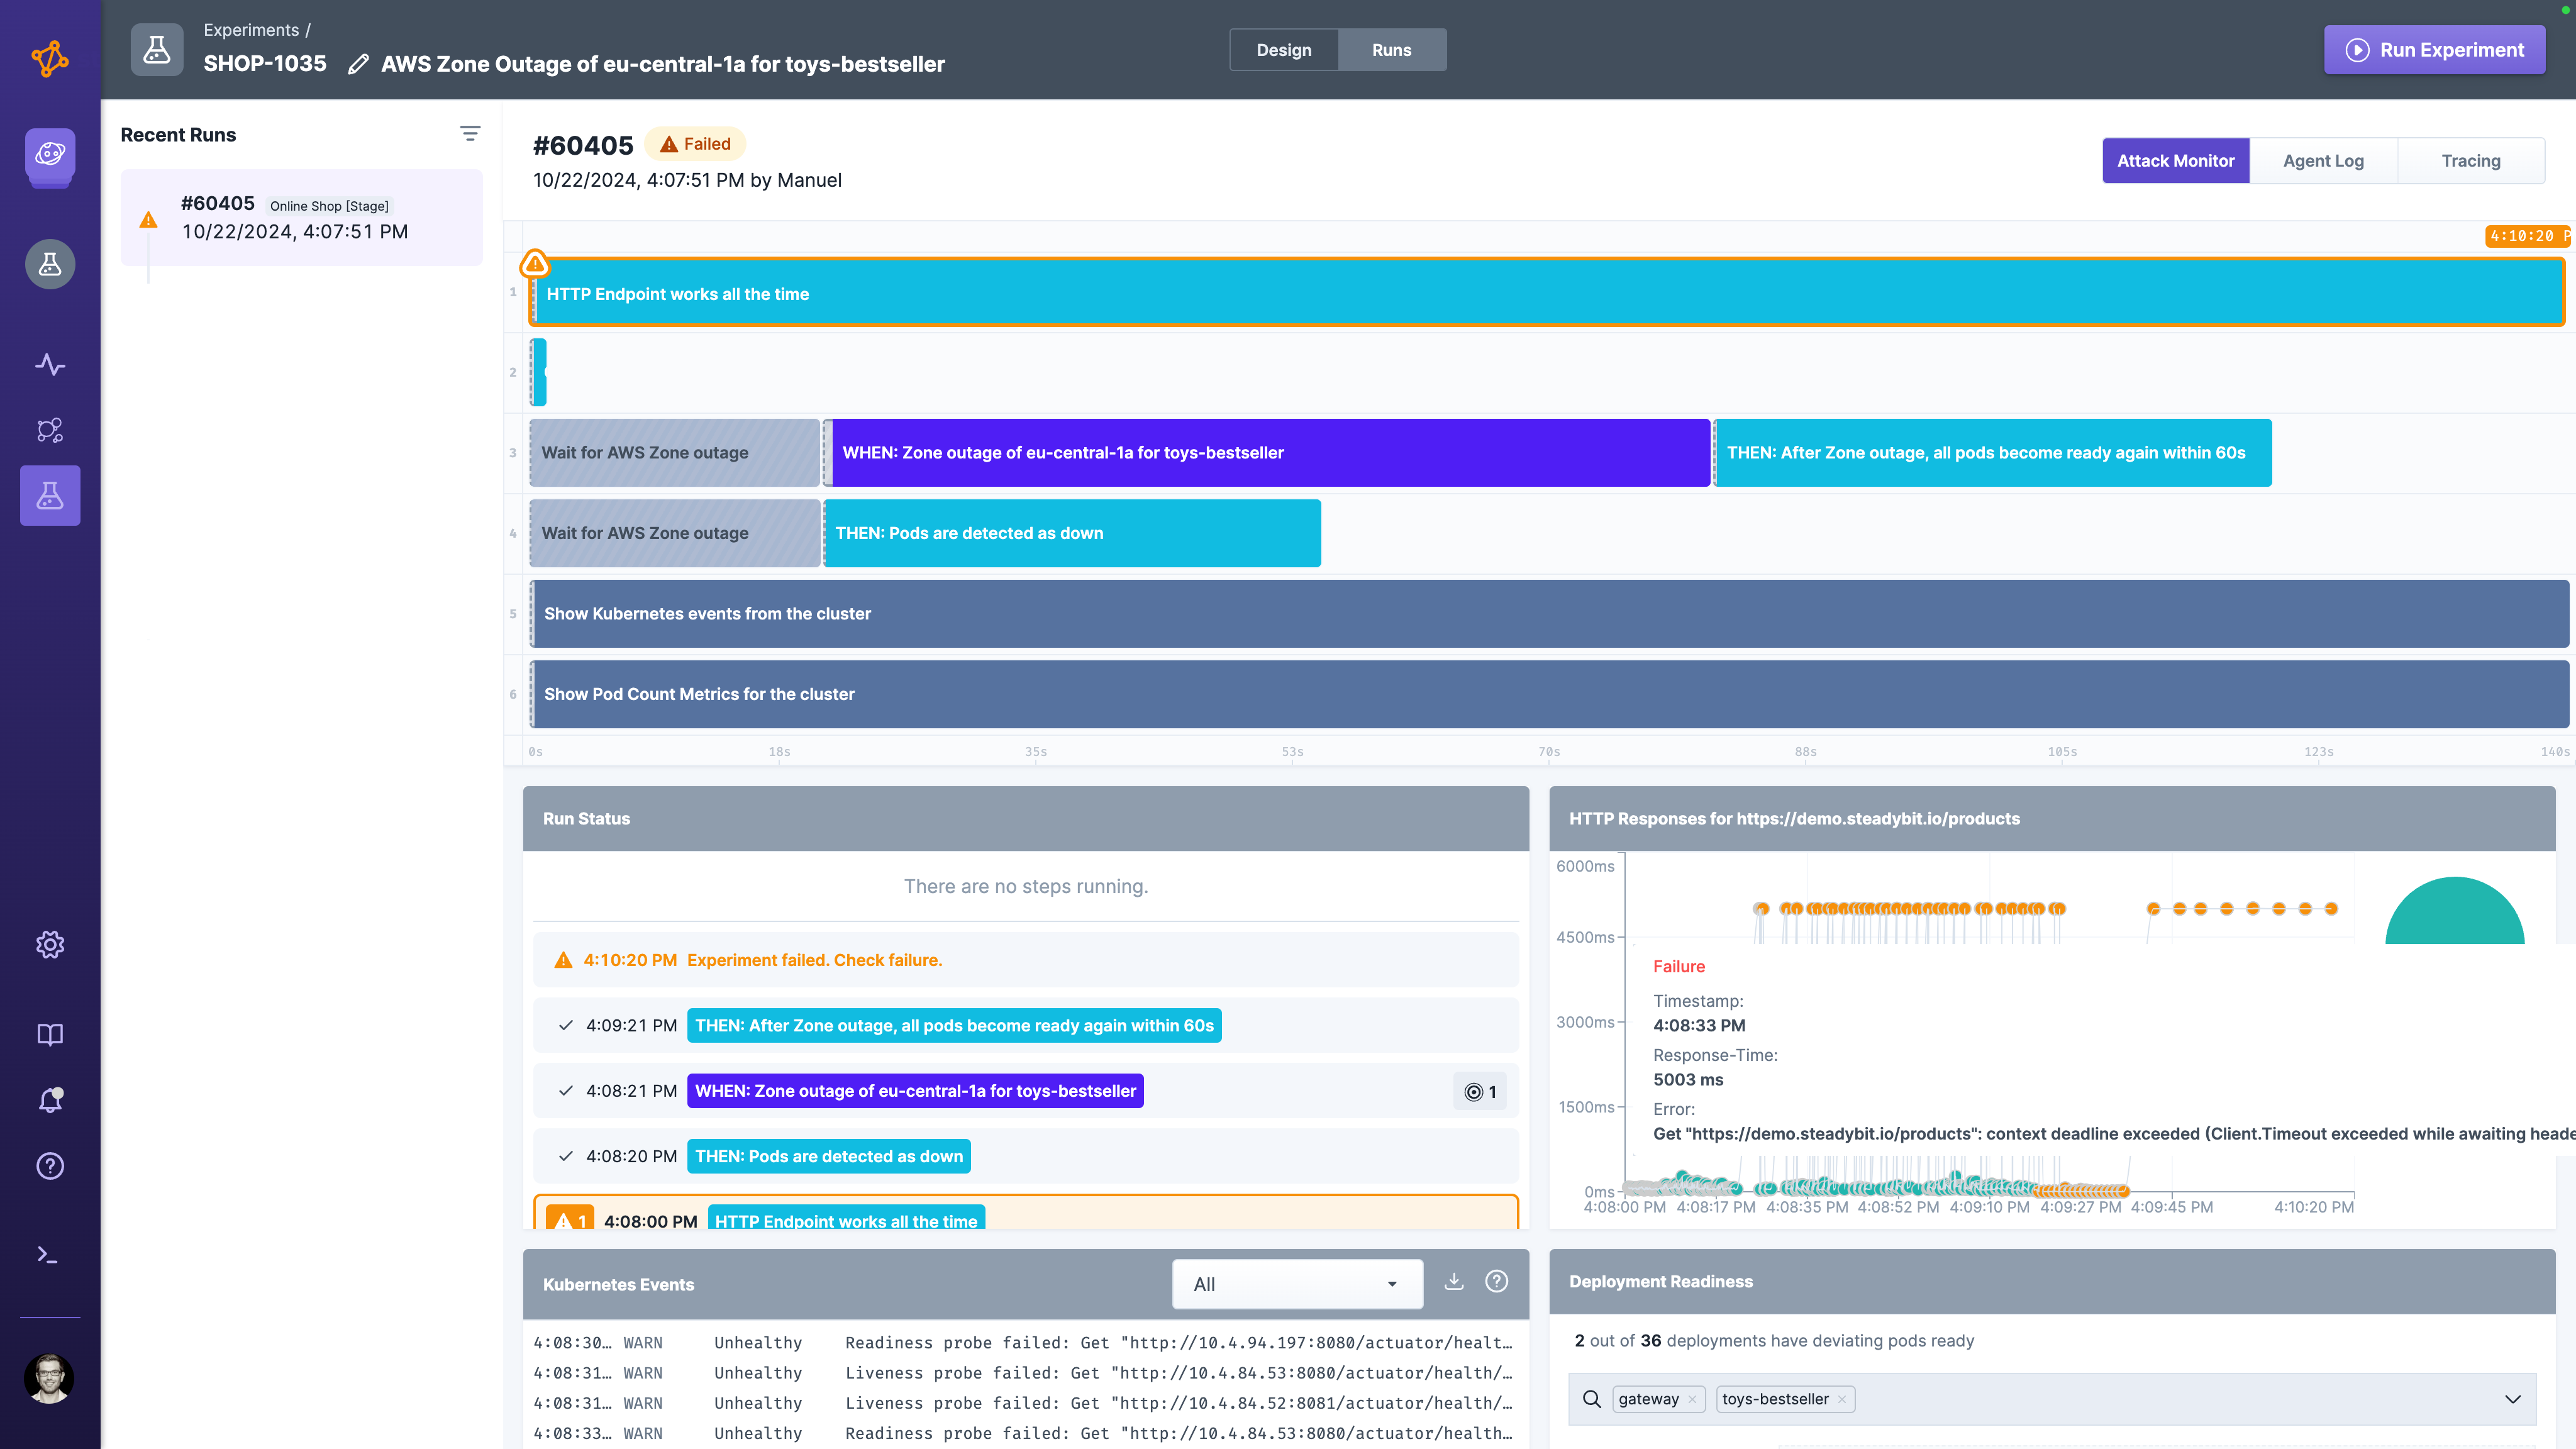 Experiments /
SHOP-1035 AWS Zone Outage of eu-central-1a for toys-bestseller
Design Runs
Run Experiment
Recent Runs
#60405 Online Shop [Stage]
10/22/2024, 4:07:51 PM
#60405 Failed
10/22/2024, 4:07:51 PM by Manuel
Attack Monitor Agent Log Tracing
4:10:20 P
1 HTTP Endpoint works all the time
2
3 Wait for AWS Zone outage WHEN: Zone outage of eu-central-1a for toys-bestseller THEN: After Zone outage, all pods become ready again within 60s
4 Wait for AWS Zone outage THEN: Pods are detected as down
5 Show Kubernetes events from the cluster
6 Show Pod Count Metrics for the cluster
0s 18s 35s 53s 70s 88s 105s 123s 140s
Run Status
There are no steps running.
4:10:20 PM Experiment failed. Check failure.
4:09:21 PM THEN: After Zone outage, all pods become ready again within 60s
4:08:21 PM WHEN: Zone outage of eu-central-1a for toys-bestseller 1
4:08:20 PM THEN: Pods are detected as down
1 4:08:00 PM HTTP Endpoint works all the time
HTTP Responses for https://demo.steadybit.io/products
6000ms
4500ms
3000ms
1500ms
0ms
Failure
Timestamp:
4:08:33 PM
Response-Time:
5003 ms
Error:
Get "https://demo.steadybit.io/products": context deadline exceeded (Client.Timeout exceeded while awaiting heade
4:08:00 PM 4:08:17 PM 4:08:35 PM 4:08:52 PM 4:09:10 PM 4:09:27 PM 4:09:45 PM 4:10:20 PM
Kubernetes Events All
4:08:30… WARN Unhealthy Readiness probe failed: Get "http://10.4.94.197:8080/actuator/healt…
4:08:31… WARN Unhealthy Liveness probe failed: Get "http://10.4.84.53:8080/actuator/health/…
4:08:31… WARN Unhealthy Liveness probe failed: Get "http://10.4.84.52:8081/actuator/health/…
4:08:33… WARN Unhealthy Readiness probe failed: Get "http://10.4.84.53:8080/actuator/health…
Deployment Readiness
2 out of 36 deployments have deviating pods ready
gateway × toys-bestseller ×